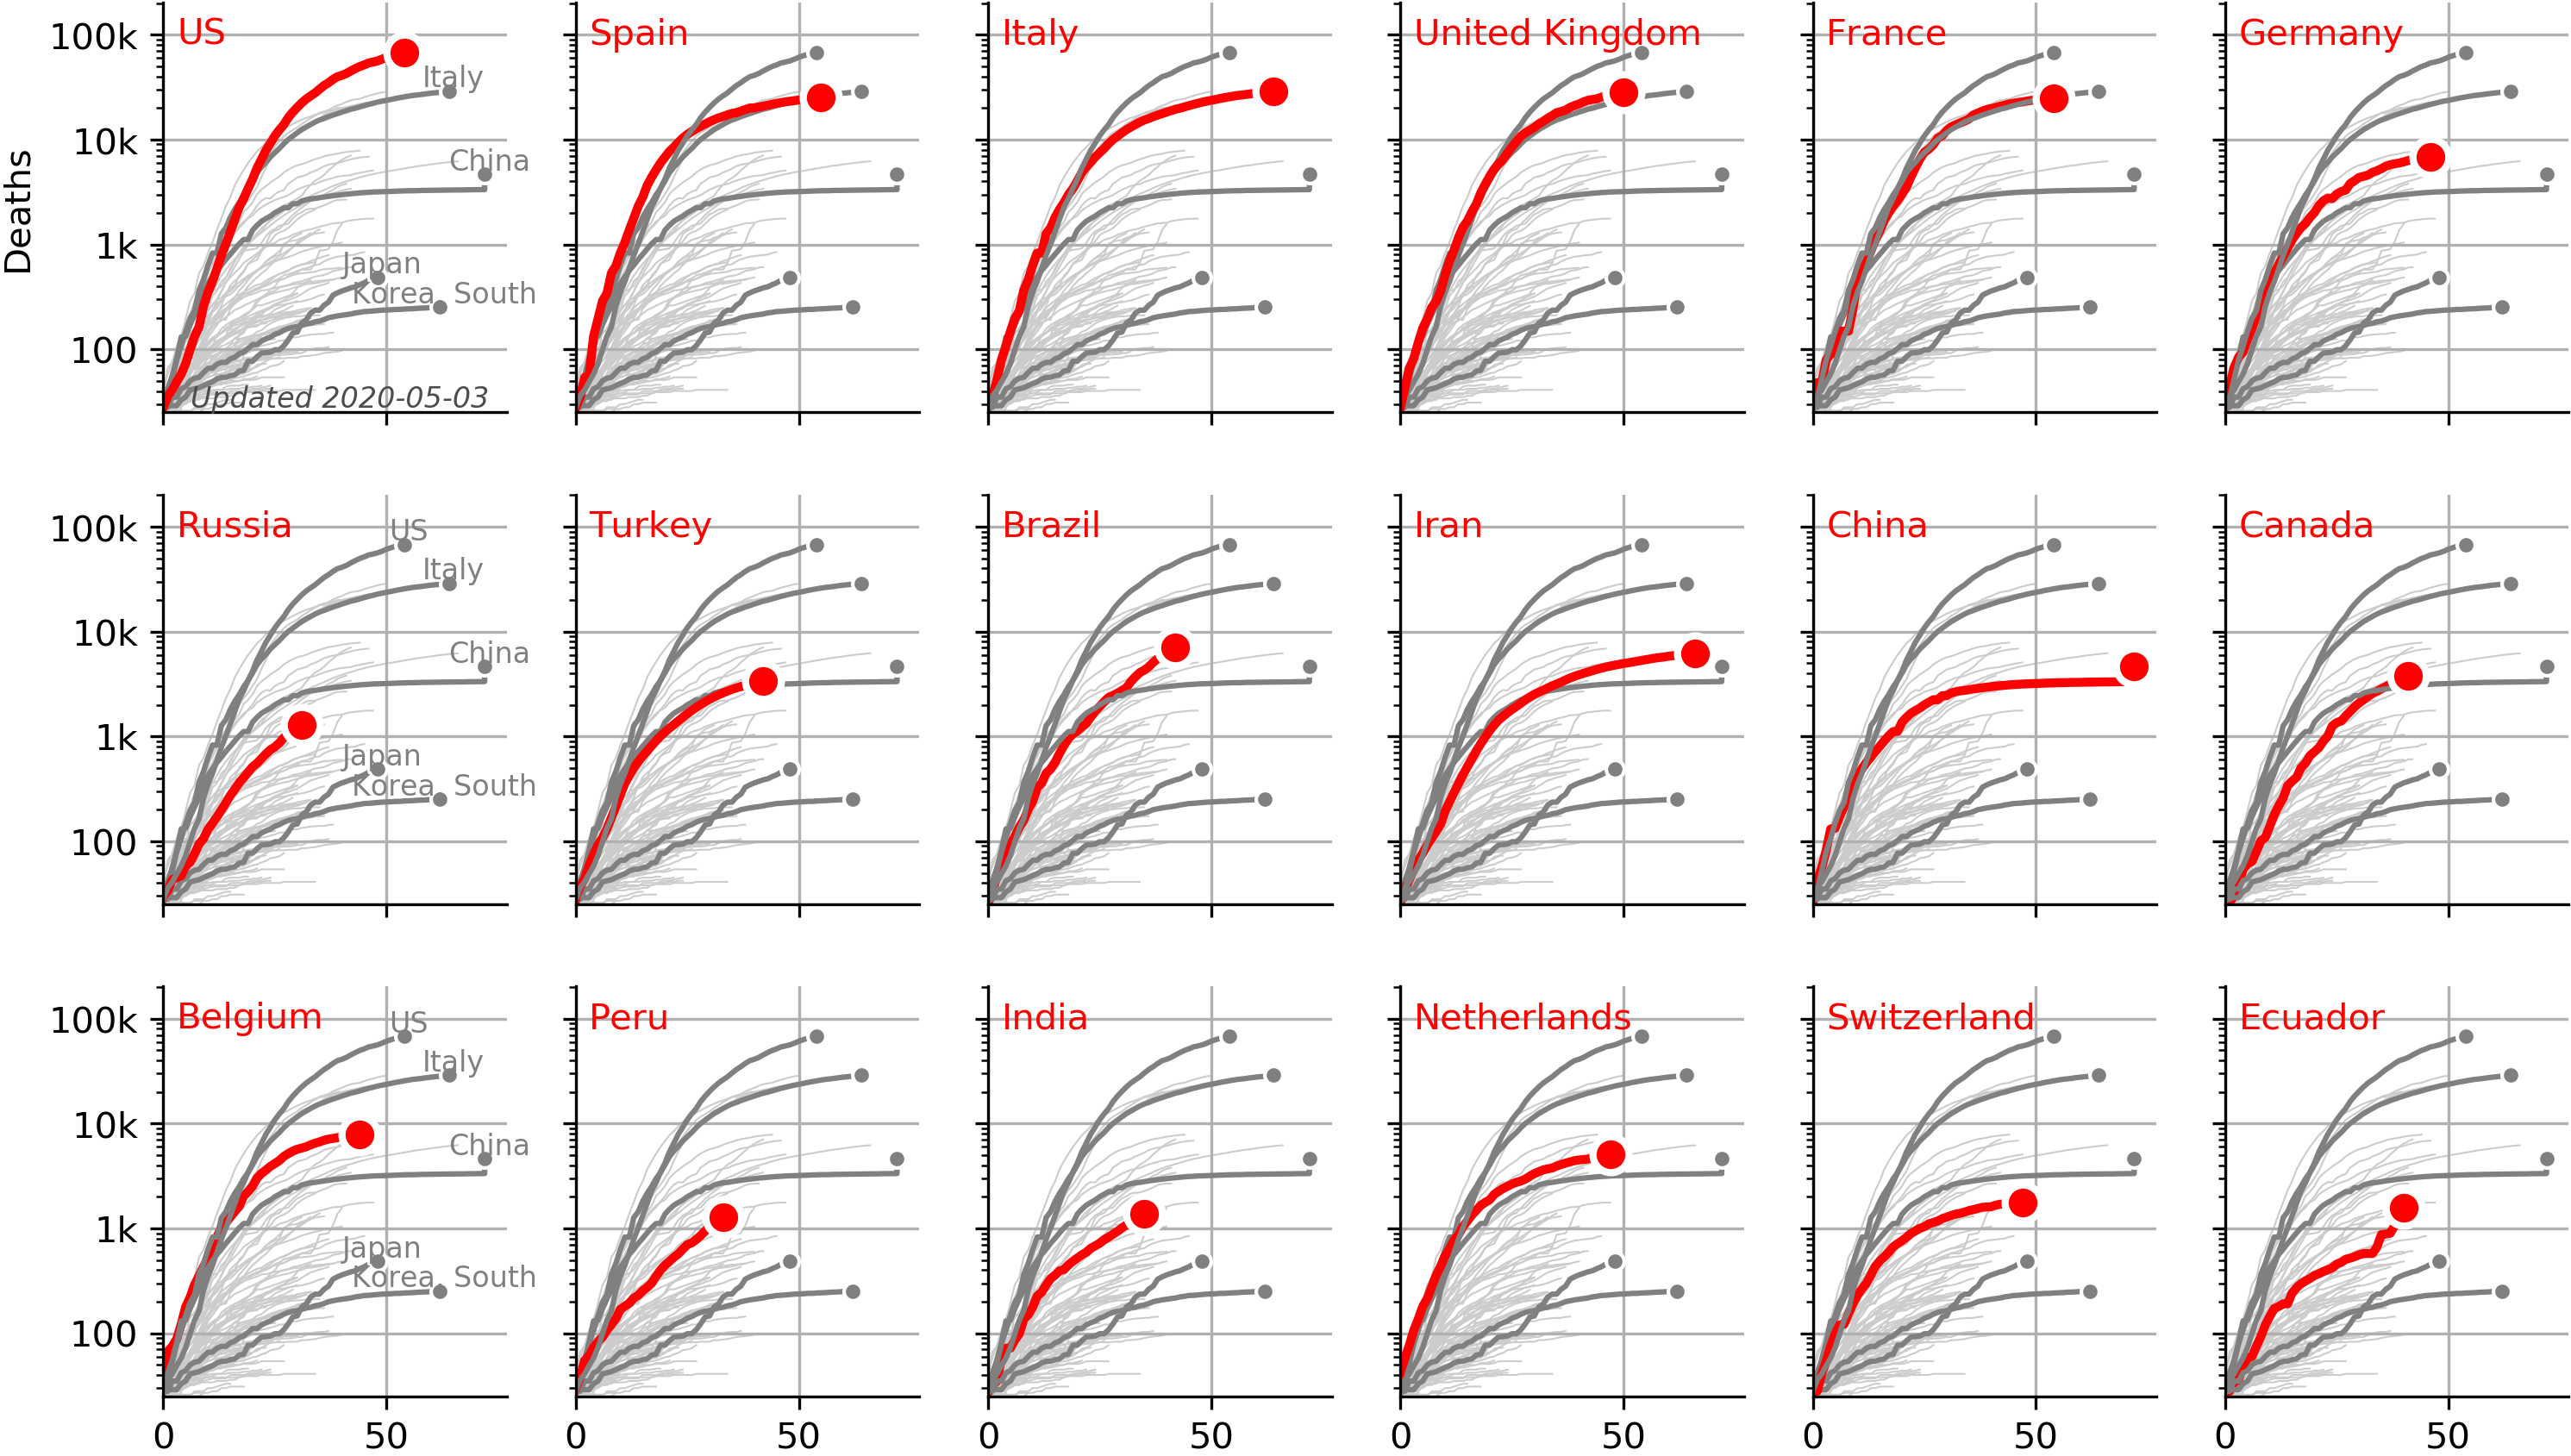 100k
10k
1k
100
Deaths
US
Italy
China
Japan
Korea, South
Updated 2020-05-03
Spain
Italy
United Kingdom
France
Germany
100k
10k
1k
100
Russia
US
Italy
China
Japan
Korea, South
Turkey
Brazil
Iran
China
Canada
100k
10k
1k
100
Belgium
US
Italy
China
Japan
Korea, South
Peru
India
Netherlands
Switzerland
Ecuador
0 50 0 50 0 50 0 50 0 50 0 50